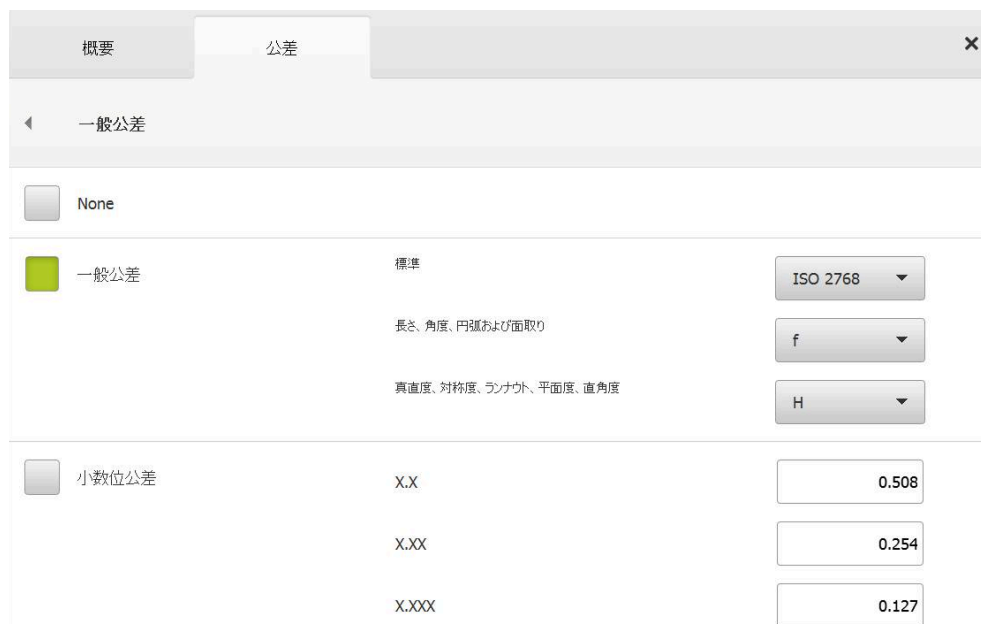 概要 公差
一般公差
None
一般公差 標準 ISO 2768
長さ、角度、円弧および面取り f
真直度、対称度、ランナウト、平面度、直角度 H
小数位公差 X.X 0.508
X.XX 0.254
X.XXX 0.127